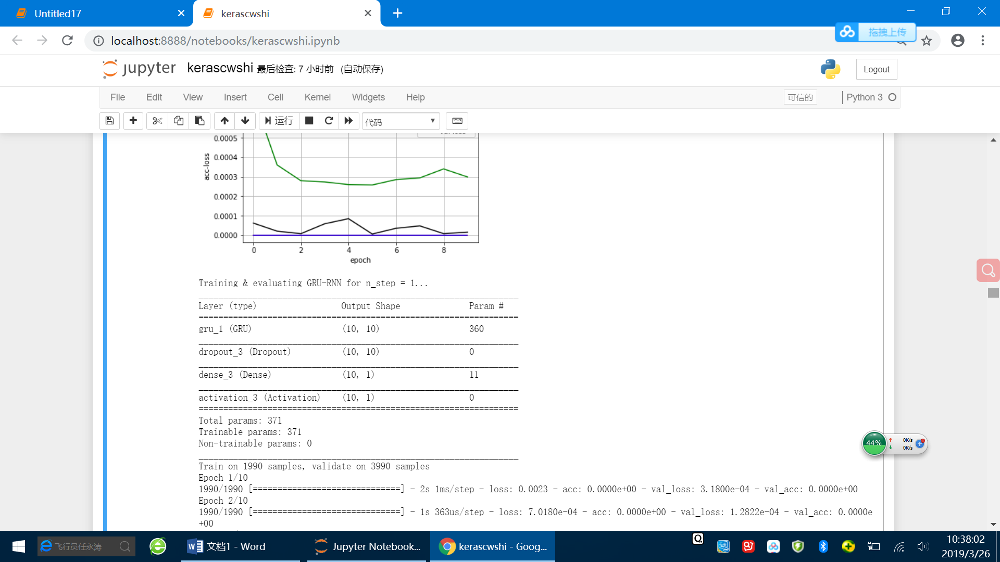 Untitled17
kerascwshi
localhost:8888/notebooks/kerascwshi.ipynb
拖拽上传
jupyter kerascwshi 最后检查: 7 小时前 (自动保存)
Logout
File Edit View Insert Cell Kernel Widgets Help
可信的 Python 3
运行 代码
0.0005
0.0004
0.0003
0.0002
0.0001
0.0000
acc-loss
0 2 4 6 8
epoch
Training & evaluating GRU-RNN for n_step = 1...
_________________________________________________________________
Layer (type) Output Shape Param #
=================================================================
gru_1 (GRU) (10, 10) 360
_________________________________________________________________
dropout_3 (Dropout) (10, 10) 0
_________________________________________________________________
dense_3 (Dense) (10, 1) 11
_________________________________________________________________
activation_3 (Activation) (10, 1) 0
=================================================================
Total params: 371
Trainable params: 371
Non-trainable params: 0
_________________________________________________________________
Train on 1990 samples, validate on 3990 samples
Epoch 1/10
1990/1990 [==============================] - 2s 1ms/step - loss: 0.0023 - acc: 0.0000e+00 - val_loss: 3.1800e-04 - val_acc: 0.0000e+00
Epoch 2/10
1990/1990 [==============================] - 1s 363us/step - loss: 7.0180e-04 - acc: 0.0000e+00 - val_loss: 1.2822e-04 - val_acc: 0.0000e
+00
44%
0K/s
0K/s
飞行员任永涛
文档1 - Word
Jupyter Notebook...
kerascwshi - Goog...
10:38:02
2019/3/26